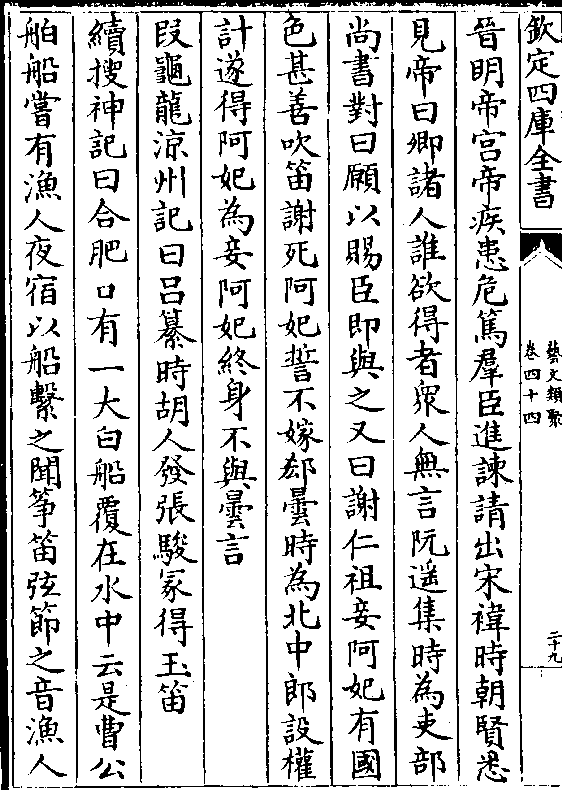 欽定四庫全書
藝文類聚
卷四十四
二十九
晉明帝宮帝疾患危篤羣臣進諫請出宋褘時朝賢悉
見帝曰卿諸人誰欲得者衆人無言阮遥集時為吏部
尚書對曰願以賜臣即與之又曰謝仁祖妾阿妃有國
色甚善吹笛謝死阿妃誓不嫁郄曇時為北中郎設權
計遂得阿妃為妾阿妃終身不與曇言
叚龜龍涼州記曰吕纂時胡人發張駿冢得玉笛
續搜神記曰合肥口有一大白船覆在水中云是曹公
舶船嘗有漁人夜宿以船繫之聞箏笛弦節之音漁人